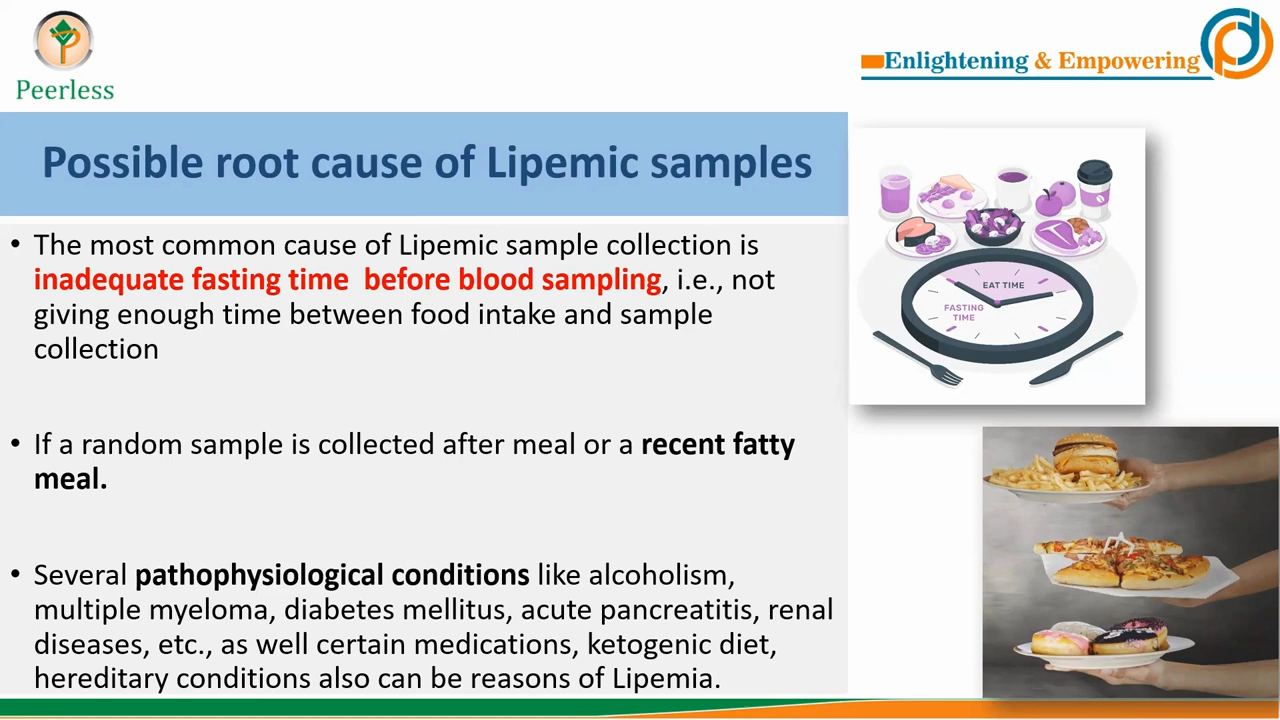 Peerless
Enlightening & Empowering
Possible root cause of Lipemic samples
• The most common cause of Lipemic sample collection is
inadequate fasting time before blood sampling, i.e., not
giving enough time between food intake and sample
collection
• If a random sample is collected after meal or a recent fatty
meal.
• Several pathophysiological conditions like alcoholism,
multiple myeloma, diabetes mellitus, acute pancreatitis, renal
diseases, etc., as well certain medications, ketogenic diet,
hereditary conditions also can be reasons of Lipemia.
EAT TIME
FASTING
TIME